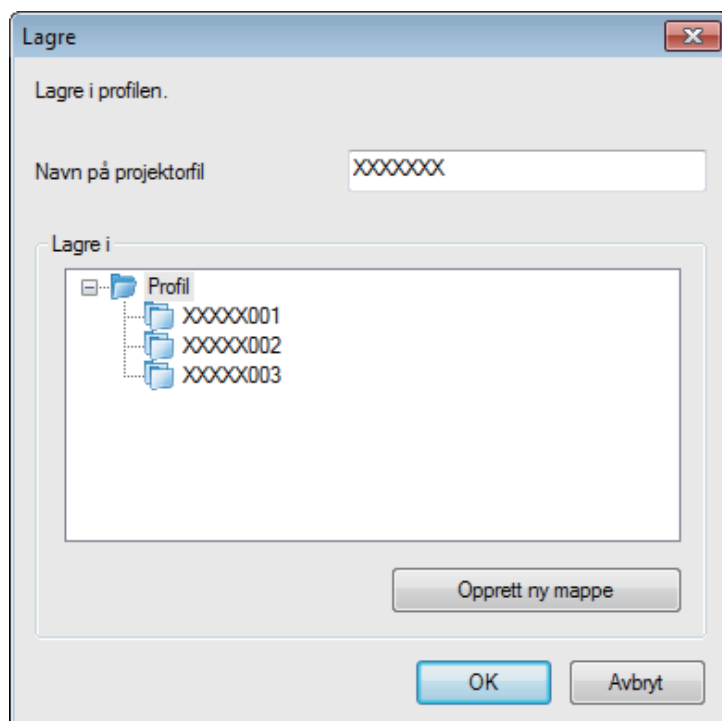 Lagre
Lagre i profilen.
Navn på projektorfil XXXXXXX
Lagre i
Profil
XXXXX001
XXXXX002
XXXXX003
Opprett ny mappe
OK Avbryt